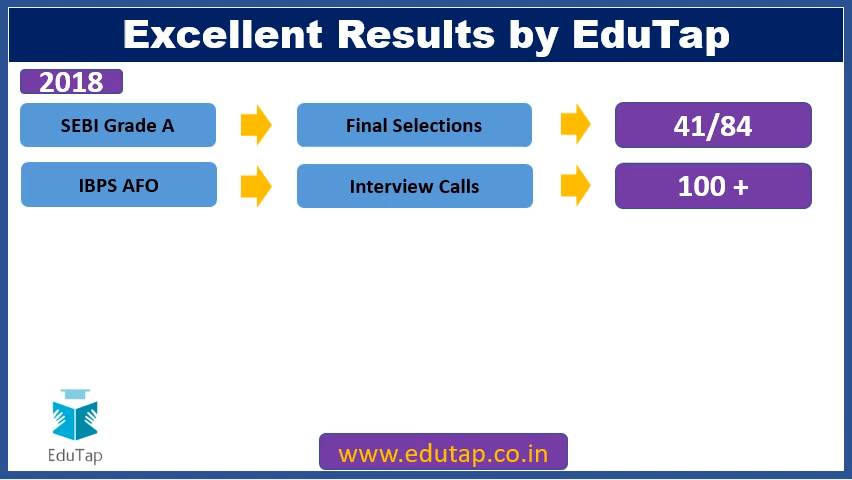 Excellent Results by EduTap
2018
SEBI Grade A Final Selections 41/84
IBPS AFO Interview Calls 100 +
EduTap
www.edutap.co.in